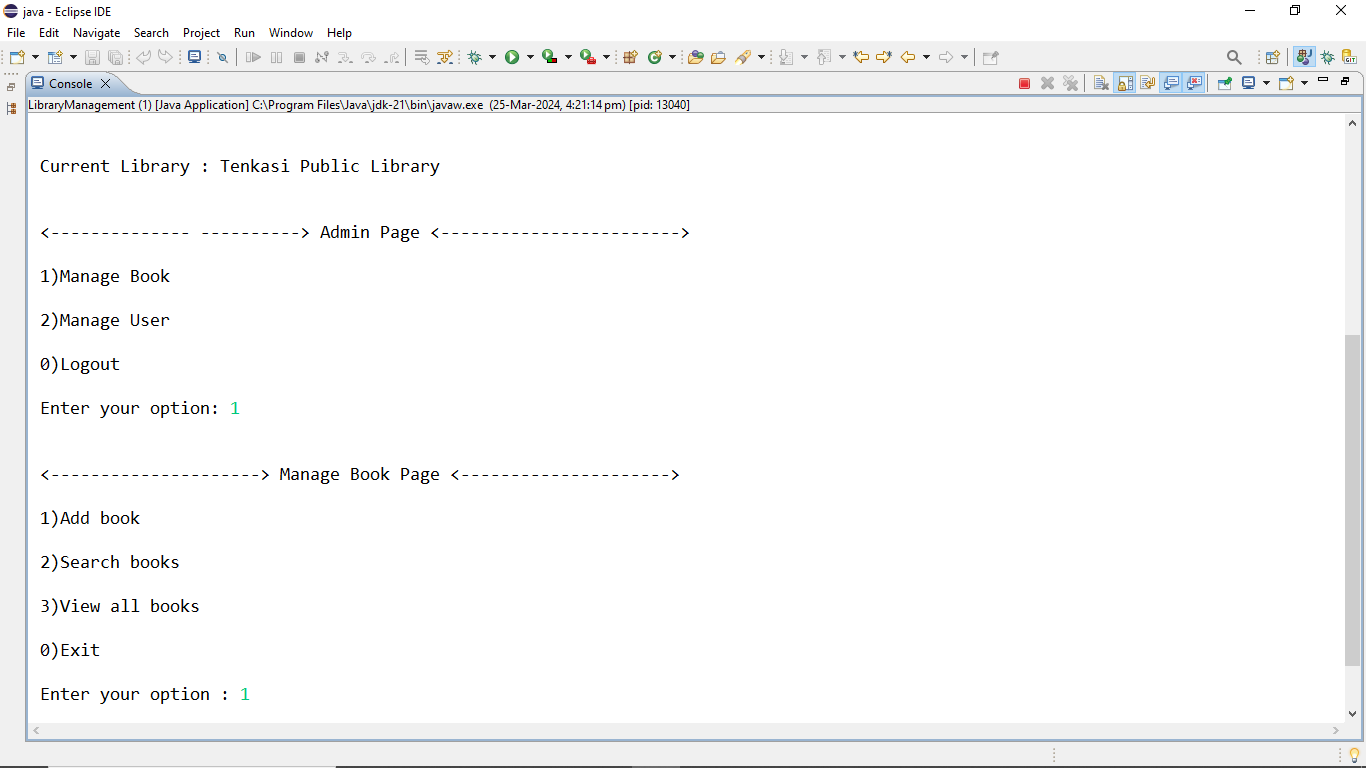 java - Eclipse IDE
File Edit Navigate Search Project Run Window Help
Console
LibraryManagement (1) [Java Application] C:\Program Files\Java\jdk-21\bin\javaw.exe (25-Mar-2024, 4:21:14 pm) [pid: 13040]
Current Library : Tenkasi Public Library
<-------------- ----------> Admin Page <------------------------>
1)Manage Book
2)Manage User
0)Logout
Enter your option: 1
<---------------------> Manage Book Page <--------------------->
1)Add book
2)Search books
3)View all books
0)Exit
Enter your option : 1